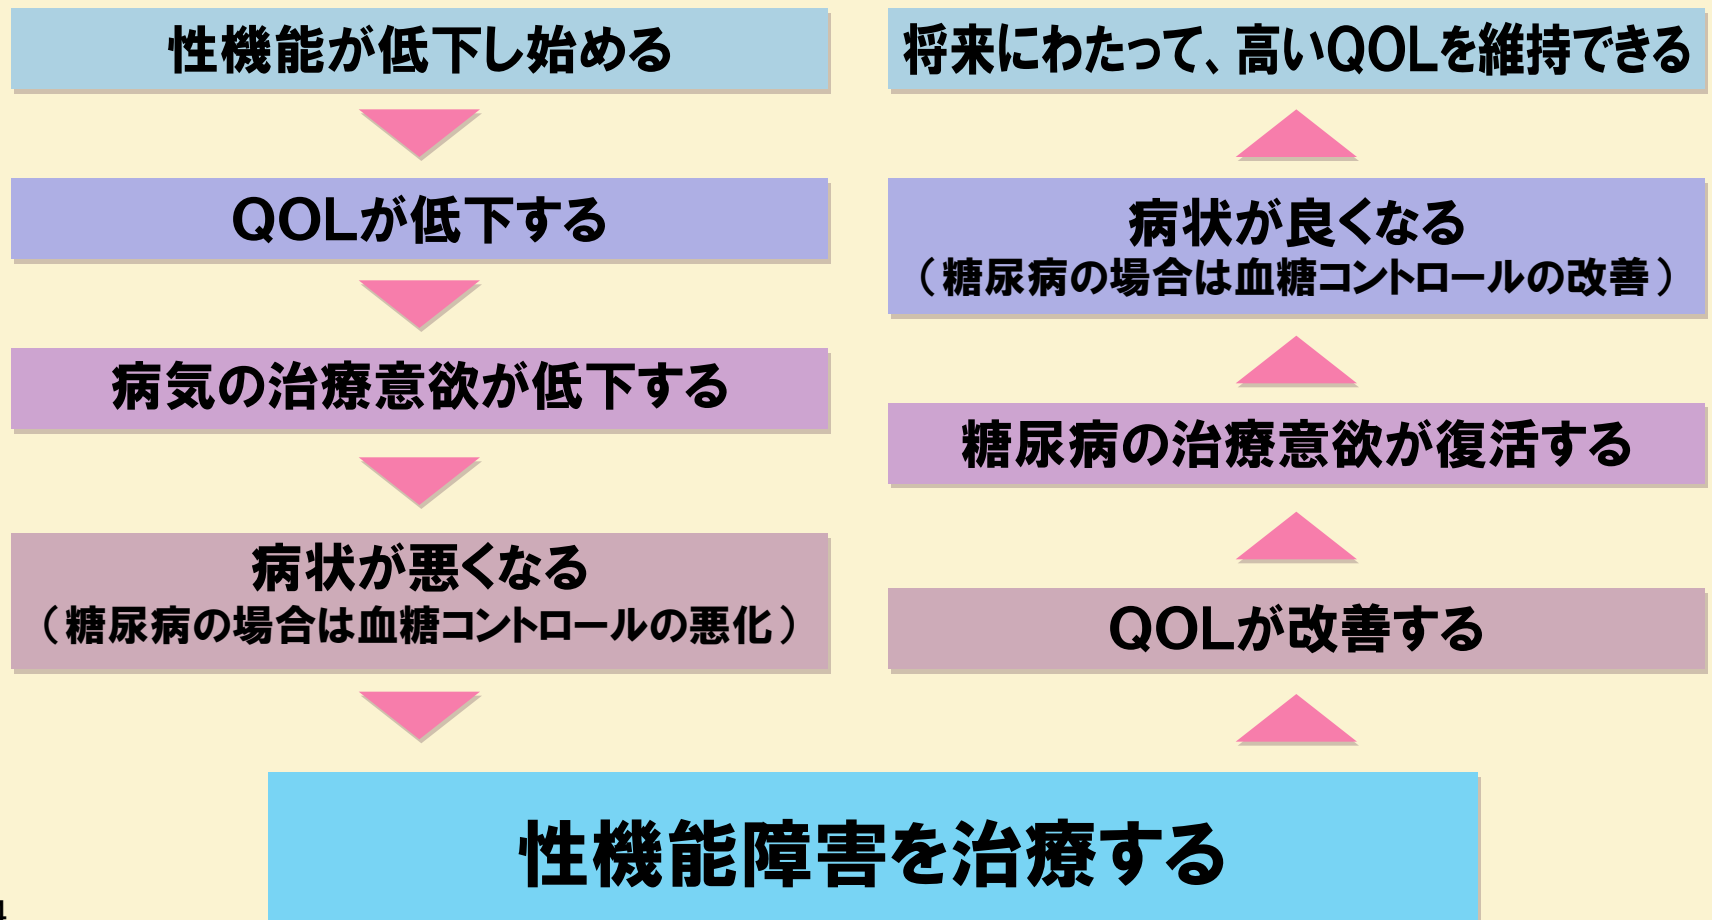 性機能が低下し始める
QOLが低下する
病気の治療意欲が低下する
病状が悪くなる
（糖尿病の場合は血糖コントロールの悪化）
将来にわたって、高いQOLを維持できる
病状が良くなる
（糖尿病の場合は血糖コントロールの改善）
糖尿病の治療意欲が復活する
QOLが改善する
性機能障害を治療する